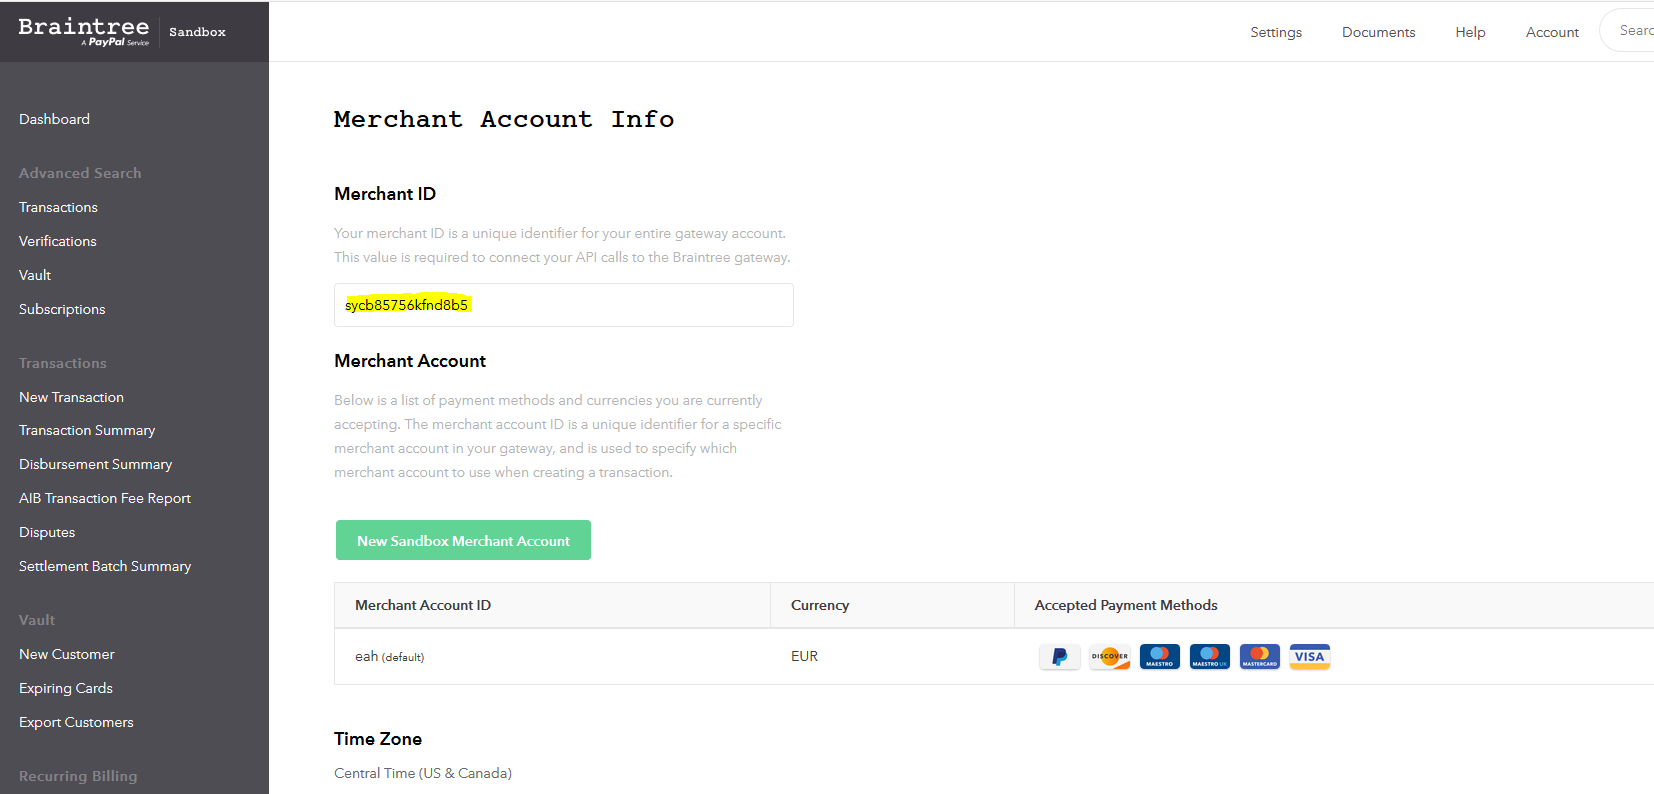 Braintree
A PayPal Service
Sandbox
Settings
Documents
Help
Account
Dashboard
Advanced Search
Transactions
Verifications
Vault
Subscriptions
Transactions
New Transaction
Transaction Summary
Disbursement Summary
AIB Transaction Fee Report
Disputes
Settlement Batch Summary
Vault
New Customer
Expiring Cards
Export Customers
Recurring Billing
Merchant Account Info
Merchant ID
Your merchant ID is a unique identifier for your entire gateway account.
This value is required to connect your API calls to the Braintree gateway.
sycb85756kfnd8b5
Merchant Account
Below is a list of payment methods and currencies you are currently
accepting. The merchant account ID is a unique identifier for a specific
merchant account in your gateway, and is used to specify which
merchant account to use when creating a transaction.
New Sandbox Merchant Account
Merchant Account ID
Currency
Accepted Payment Methods
eah (default)
EUR
DISCOVER
MAESTRO
MAESTRO UK
MASTERCARD
VISA
Time Zone
Central Time (US & Canada)